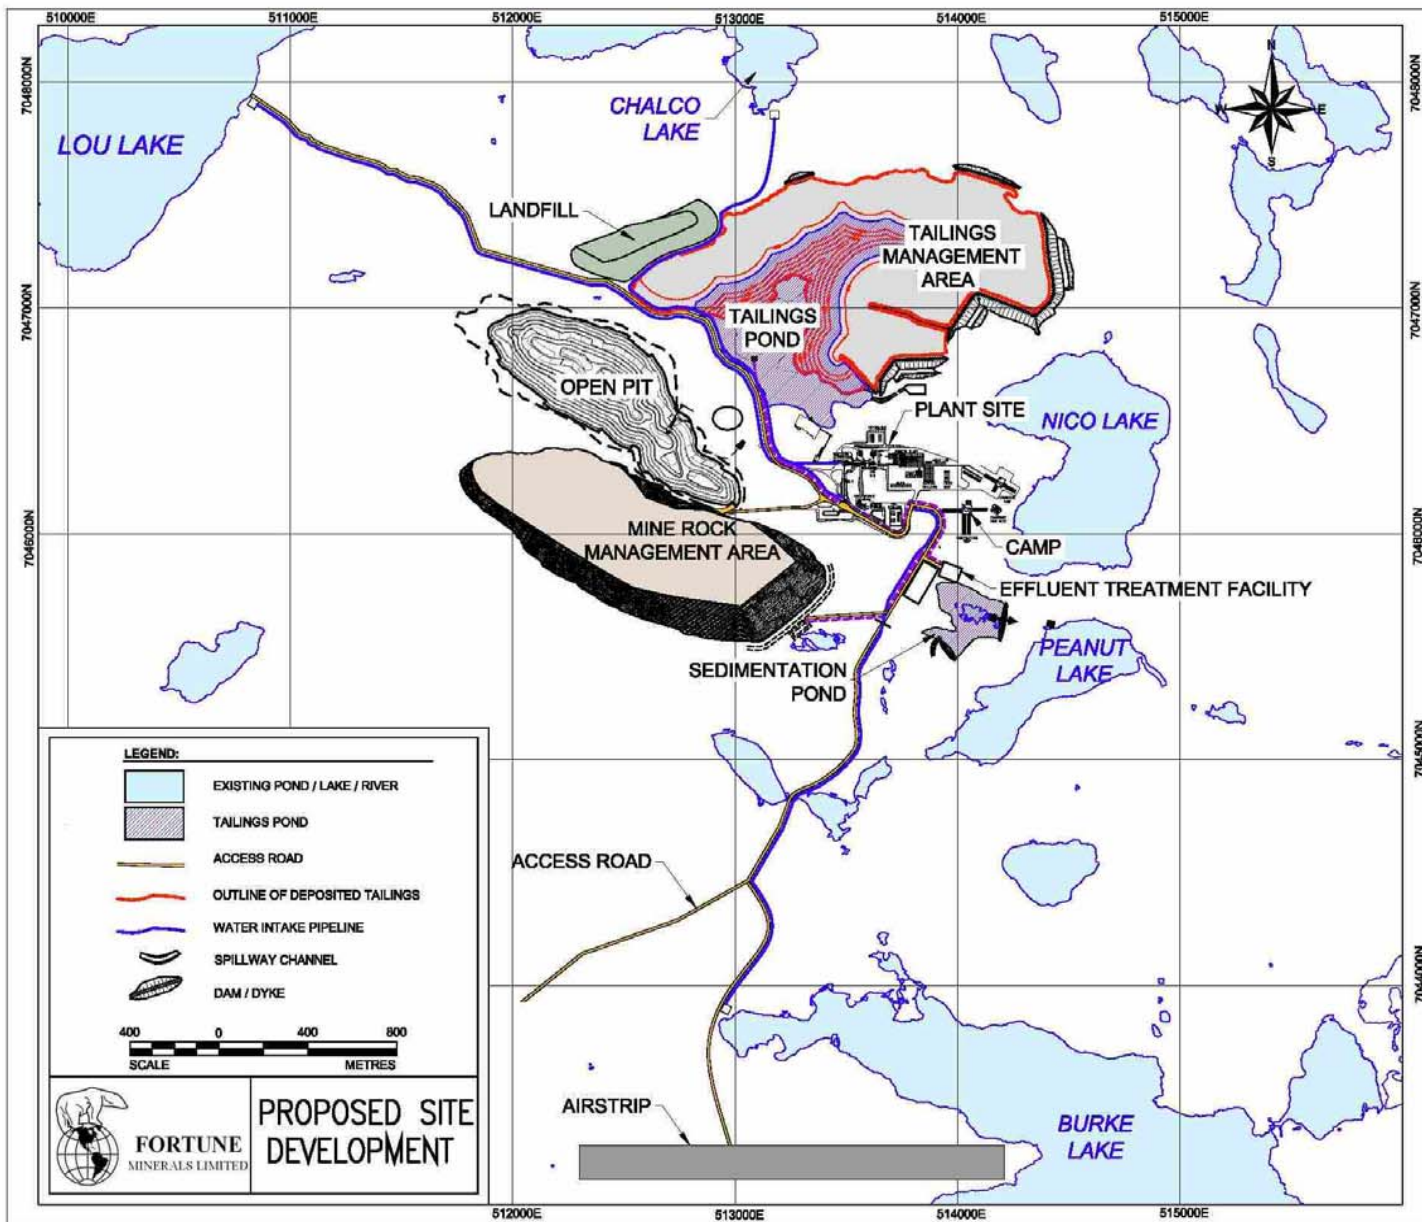 510000E
511000E
512000E
513000E
514000E
515000E
7048000N
7048000N
N
W
E
S
LOU LAKE
CHALCO
LAKE
LANDFILL
TAILINGS
MANAGEMENT
AREA
7047000N
7047000N
TAILINGS
POND
OPEN PIT
PLANT SITE
NICO LAKE
MINE ROCK
MANAGEMENT AREA
CAMP
7046000N
EFFLUENT TREATMENT FACILITY
SEDIMENTATION
POND
PEANUT
LAKE
7045000N
ACCESS ROAD
7044000N
AIRSTRIP
BURKE
LAKE
LEGEND:
EXISTING POND / LAKE / RIVER
TAILINGS POND
ACCESS ROAD
OUTLINE OF DEPOSITED TAILINGS
WATER INTAKE PIPELINE
SPILLWAY CHANNEL
DAM / DYKE
400 0 400 800
SCALE METRES
FORTUNE
MINERALS LIMITED
PROPOSED SITE
DEVELOPMENT
512000E
513000E
514000E
515000E